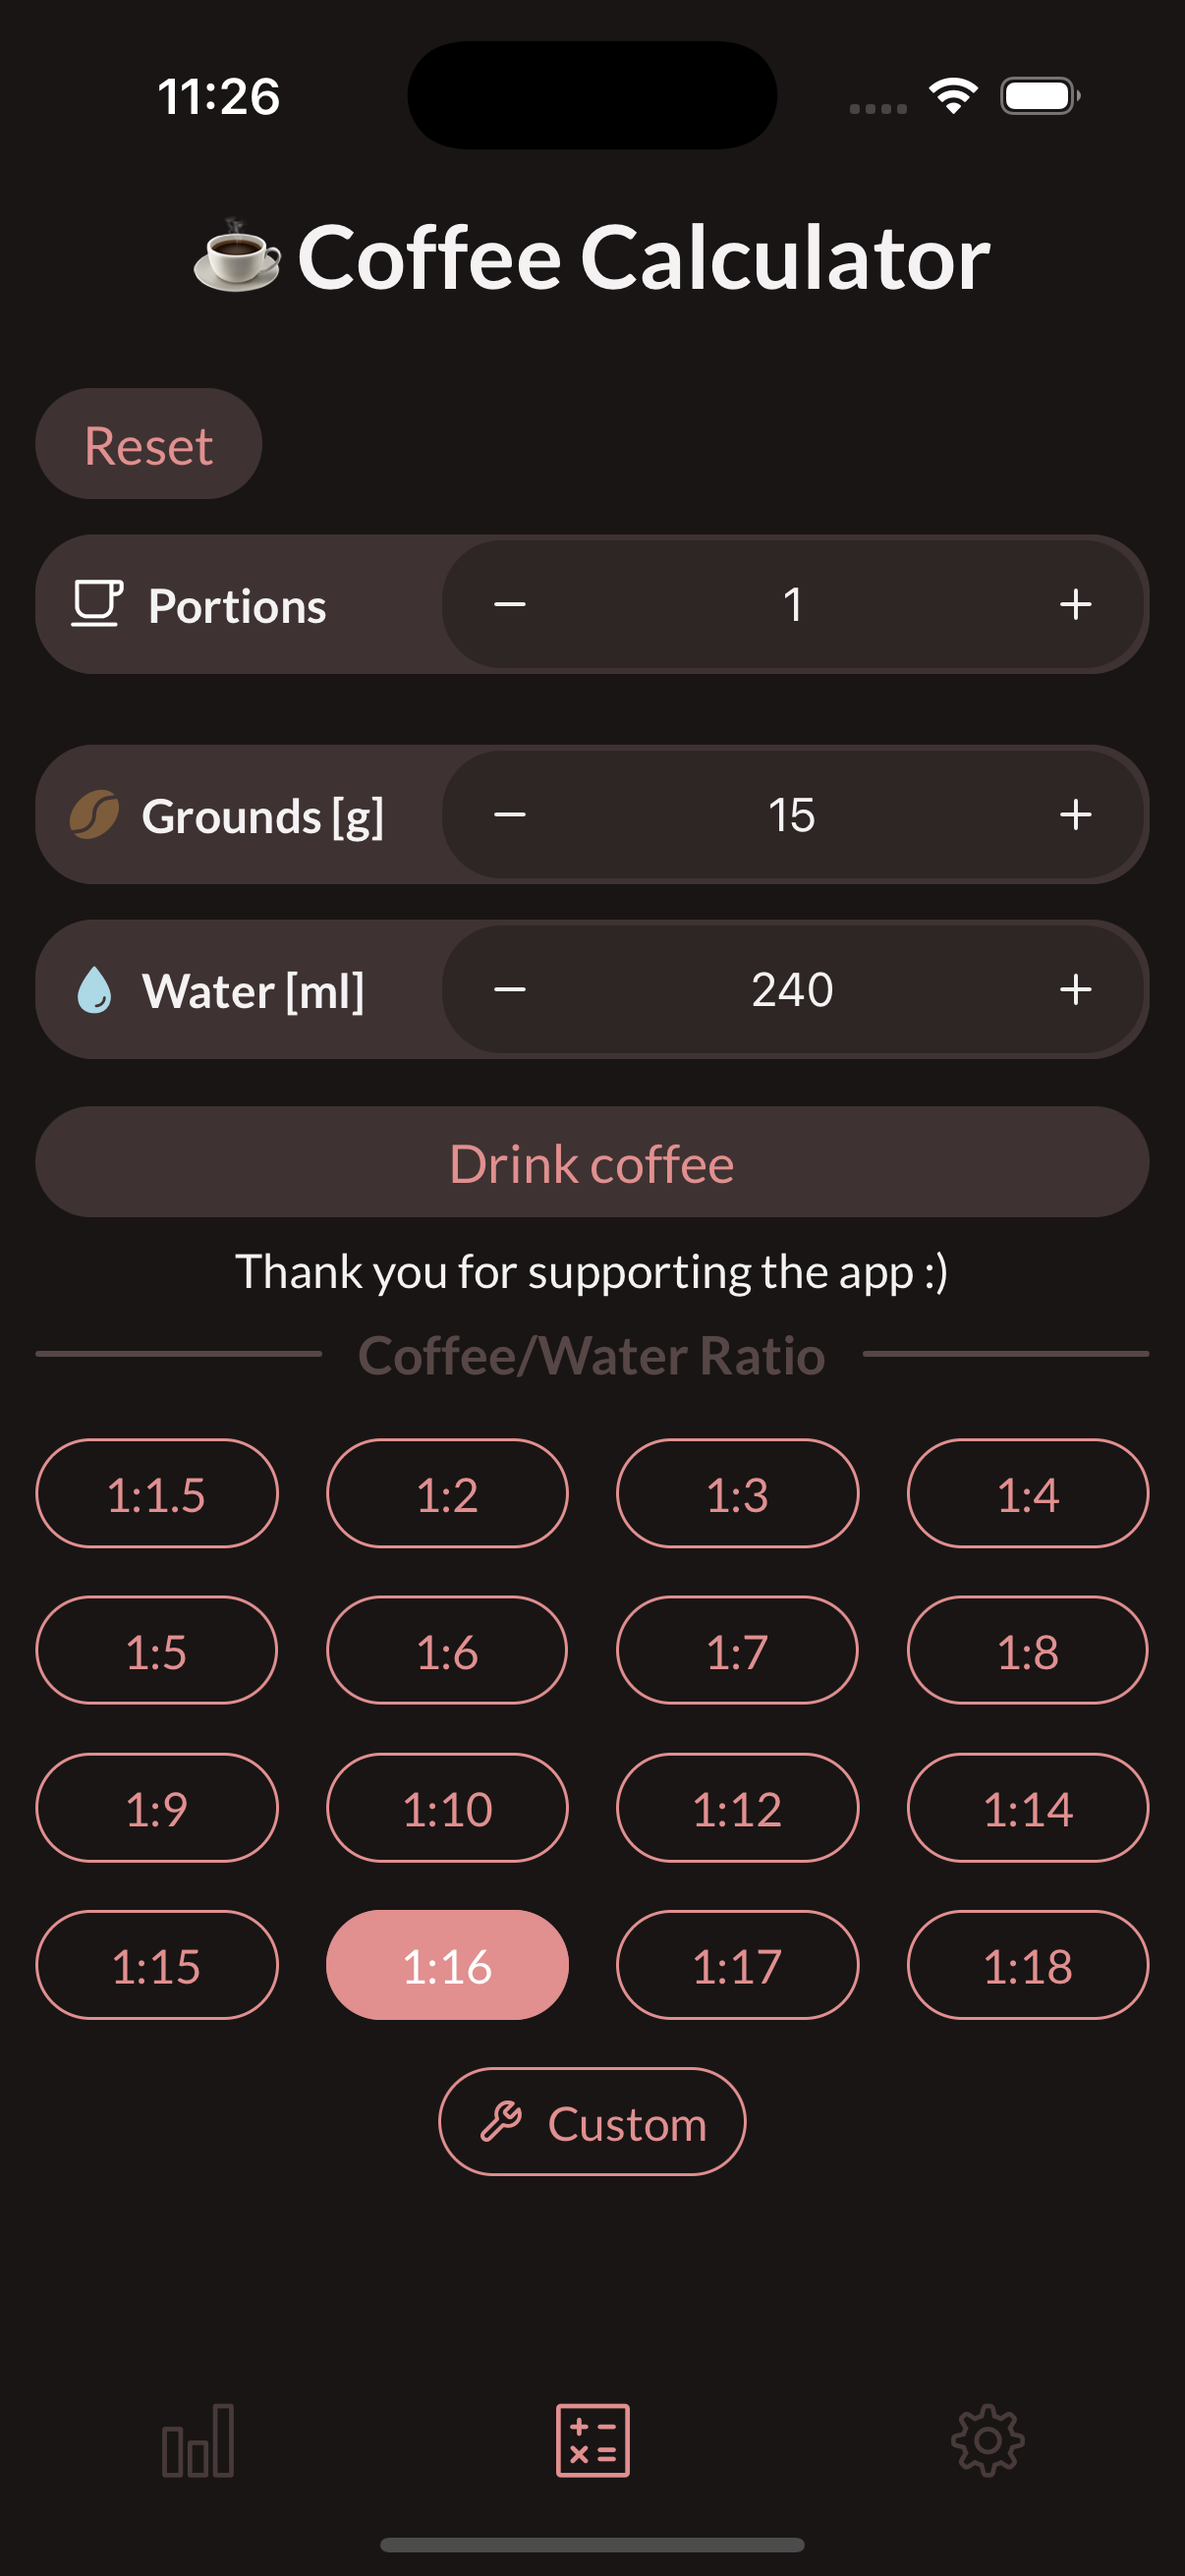 11:26
Coffee Calculator
Reset
Portions − 1 +
Grounds [g] − 15 +
Water [ml] − 240 +
Drink coffee
Thank you for supporting the app :)
Coffee/Water Ratio
1:1.5 1:2 1:3 1:4
1:5 1:6 1:7 1:8
1:9 1:10 1:12 1:14
1:15 1:16 1:17 1:18
Custom